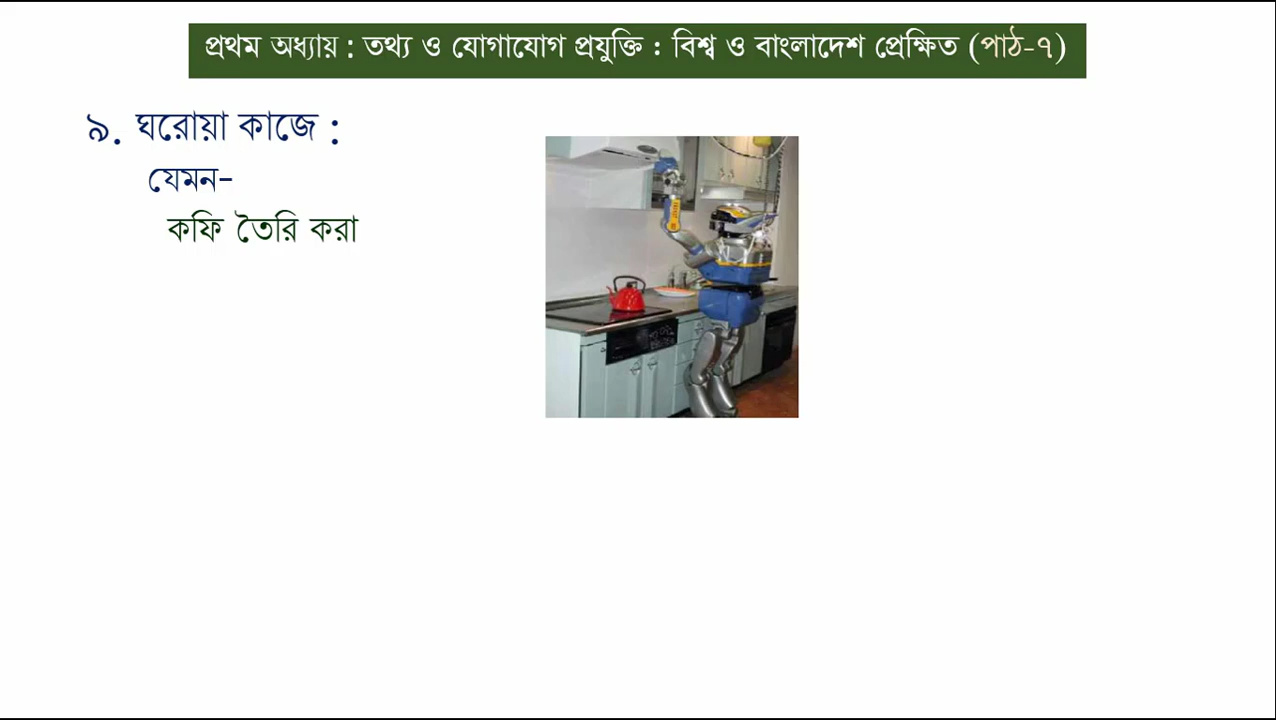 প্রথম অধ্যায় : তথ্য ও যোগাযোগ প্রযুক্তি : বিশ্ব ও বাংলাদেশ প্রেক্ষিত (পাঠ-৭)
৯. ঘরোয়া কাজে :
যেমন-
কফি তৈরি করা